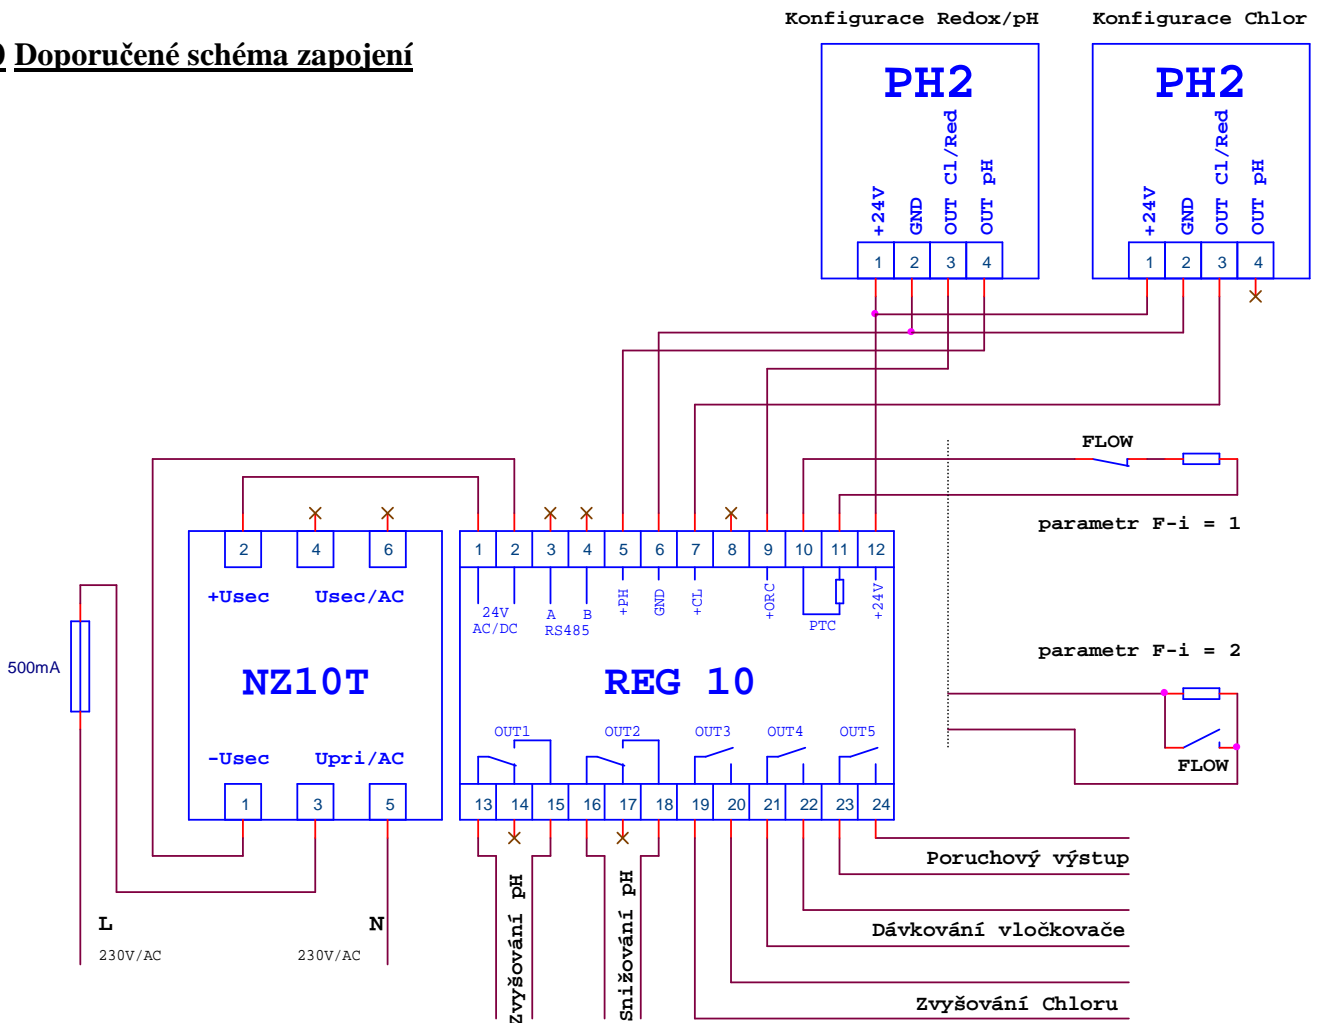 Konfigurace Redox/pH
Konfigurace Chlor
Doporučené schéma zapojení
PH2
PH2
+24V
GND
OUT Cl/Red
OUT pH
+24V
GND
OUT Cl/Red
OUT pH
1 2 3 4
1 2 3 4
FLOW
parametr F-i = 1
2 4 6
1 2 3 4 5 6 7 8 9 10 11 12
+Usec Usec/AC
24V
AC/DC
A B
RS485
+PH
GND
+CL
+ORC
PTC
+24V
500mA
NZ10T
REG 10
parametr F-i = 2
OUT1 OUT2 OUT3 OUT4 OUT5
-Usec Upri/AC
FLOW
1 3 5
13 14 15 16 17 18 19 20 21 22 23 24
Poruchový výstup
L
N
230V/AC
230V/AC
Zvyšování pH
Snižování pH
Dávkování vločkovače
Zvyšování Chloru